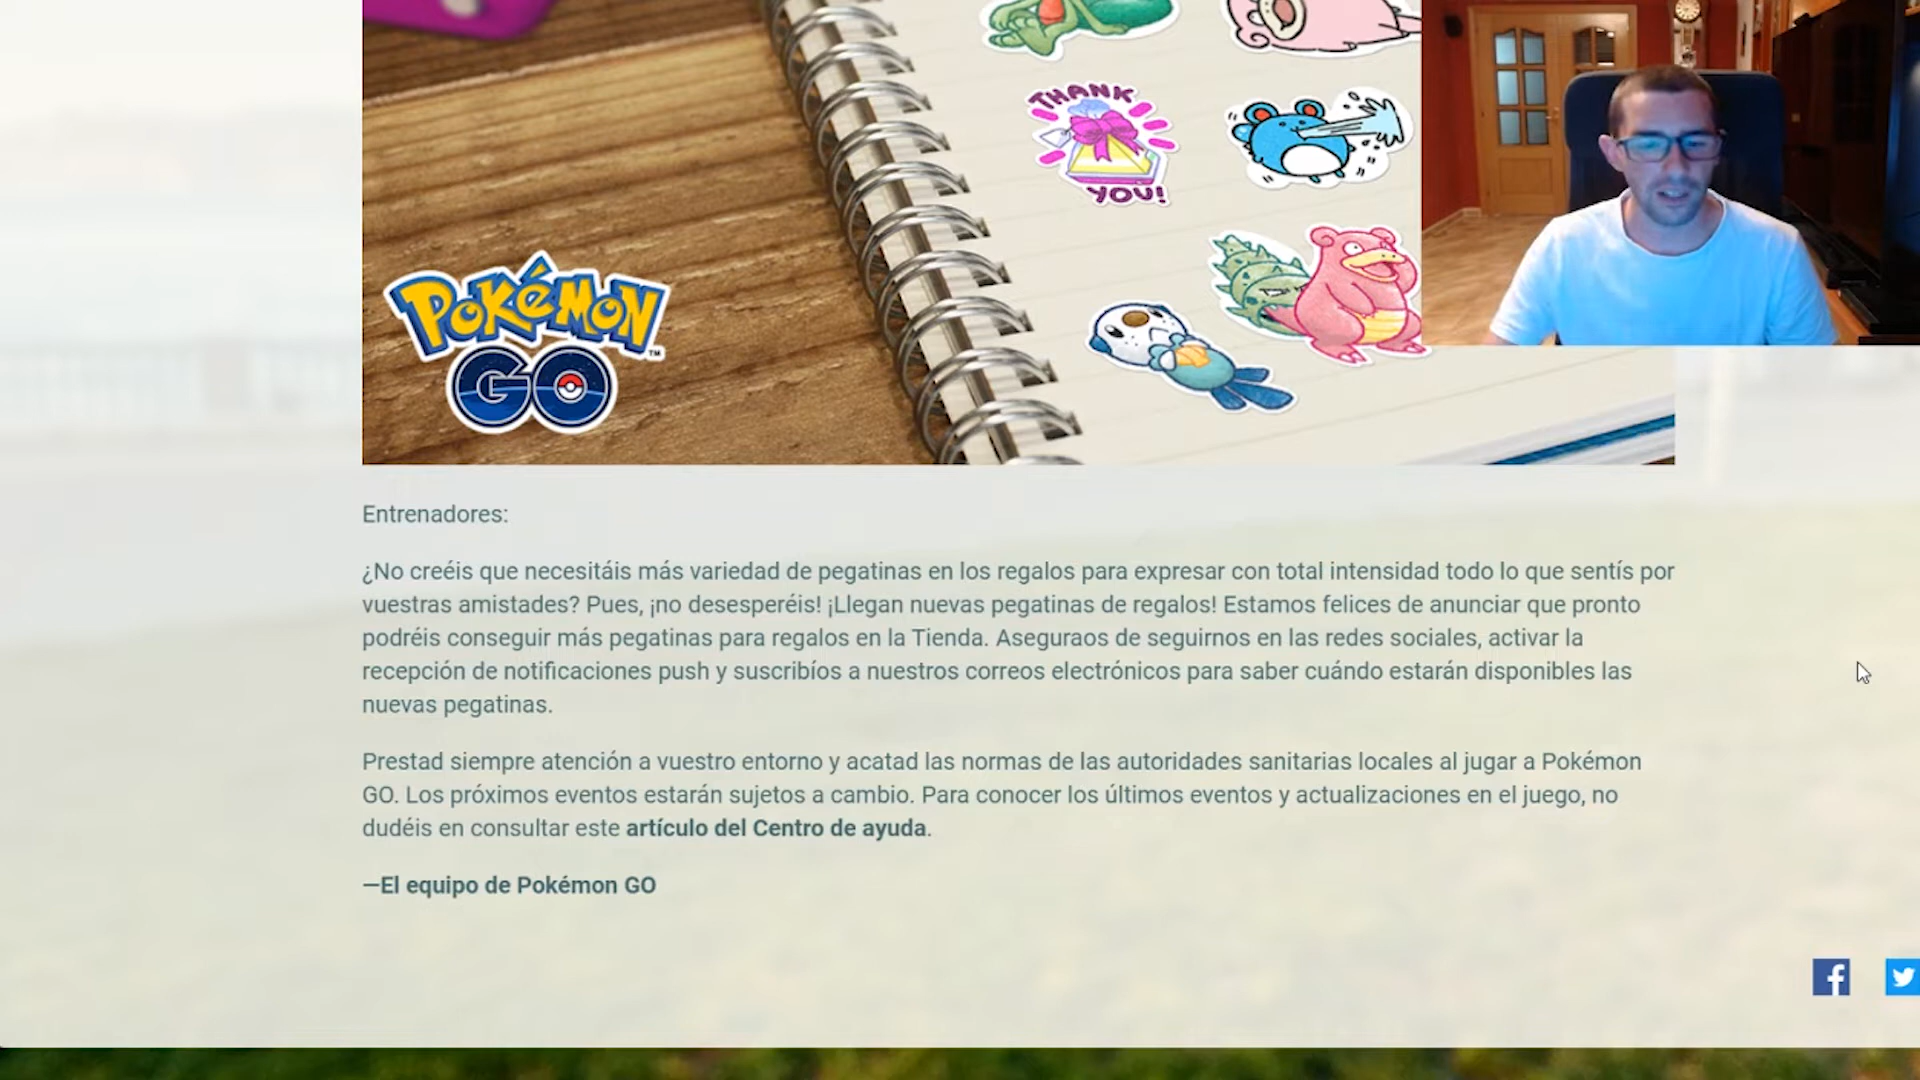 THANK
YOU!
POKéMON
™
GO
Entrenadores:
¿No creéis que necesitáis más variedad de pegatinas en los regalos para expresar con total intensidad todo lo que sentís por
vuestras amistades? Pues, ¡no desesperéis! ¡Llegan nuevas pegatinas de regalos! Estamos felices de anunciar que pronto
podréis conseguir más pegatinas para regalos en la Tienda. Aseguraos de seguirnos en las redes sociales, activar la
recepción de notificaciones push y suscribíos a nuestros correos electrónicos para saber cuándo estarán disponibles las
nuevas pegatinas.
Prestad siempre atención a vuestro entorno y acatad las normas de las autoridades sanitarias locales al jugar a Pokémon
GO. Los próximos eventos estarán sujetos a cambio. Para conocer los últimos eventos y actualizaciones en el juego, no
dudéis en consultar este artículo del Centro de ayuda.
—El equipo de Pokémon GO